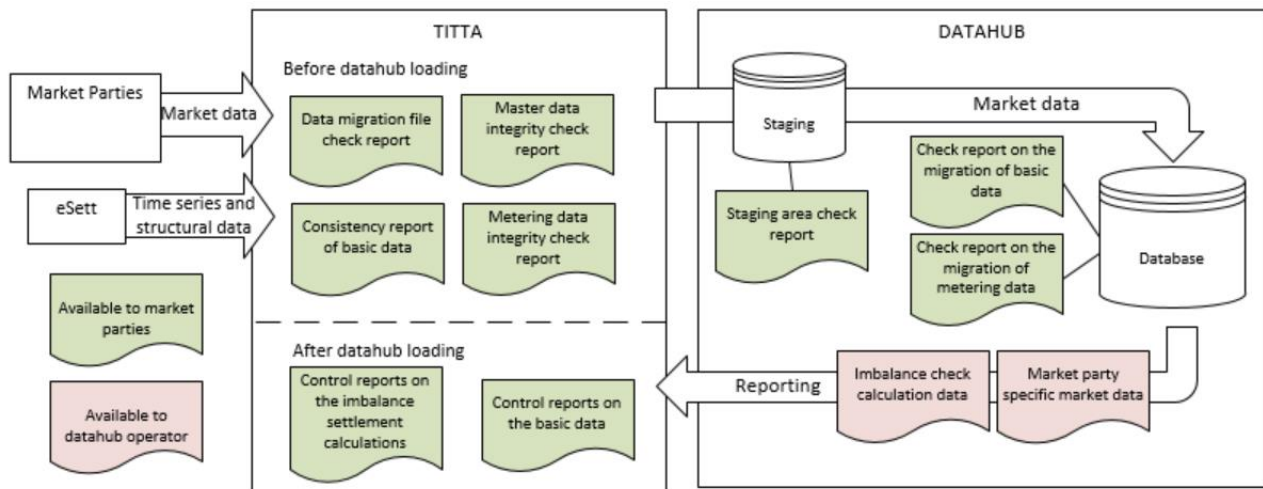 TITTA
DATAHUB
Market Parties
Market data
eSett
Time series and
structural data
Available to market
parties
Available to
datahub operator
Before datahub loading
Data migration file
check report
Master data
integrity check
report
Consistency report
of basic data
Metering data
integrity check
report
After datahub loading
Control reports on
the imbalance
settlement
calculations
Control reports on
the basic data
Staging
Market data
Staging area check
report
Check report on the
migration of basic
data
Check report on the
migration of
metering data
Database
Reporting
Imbalance check
calculation data
Market party
specific market data